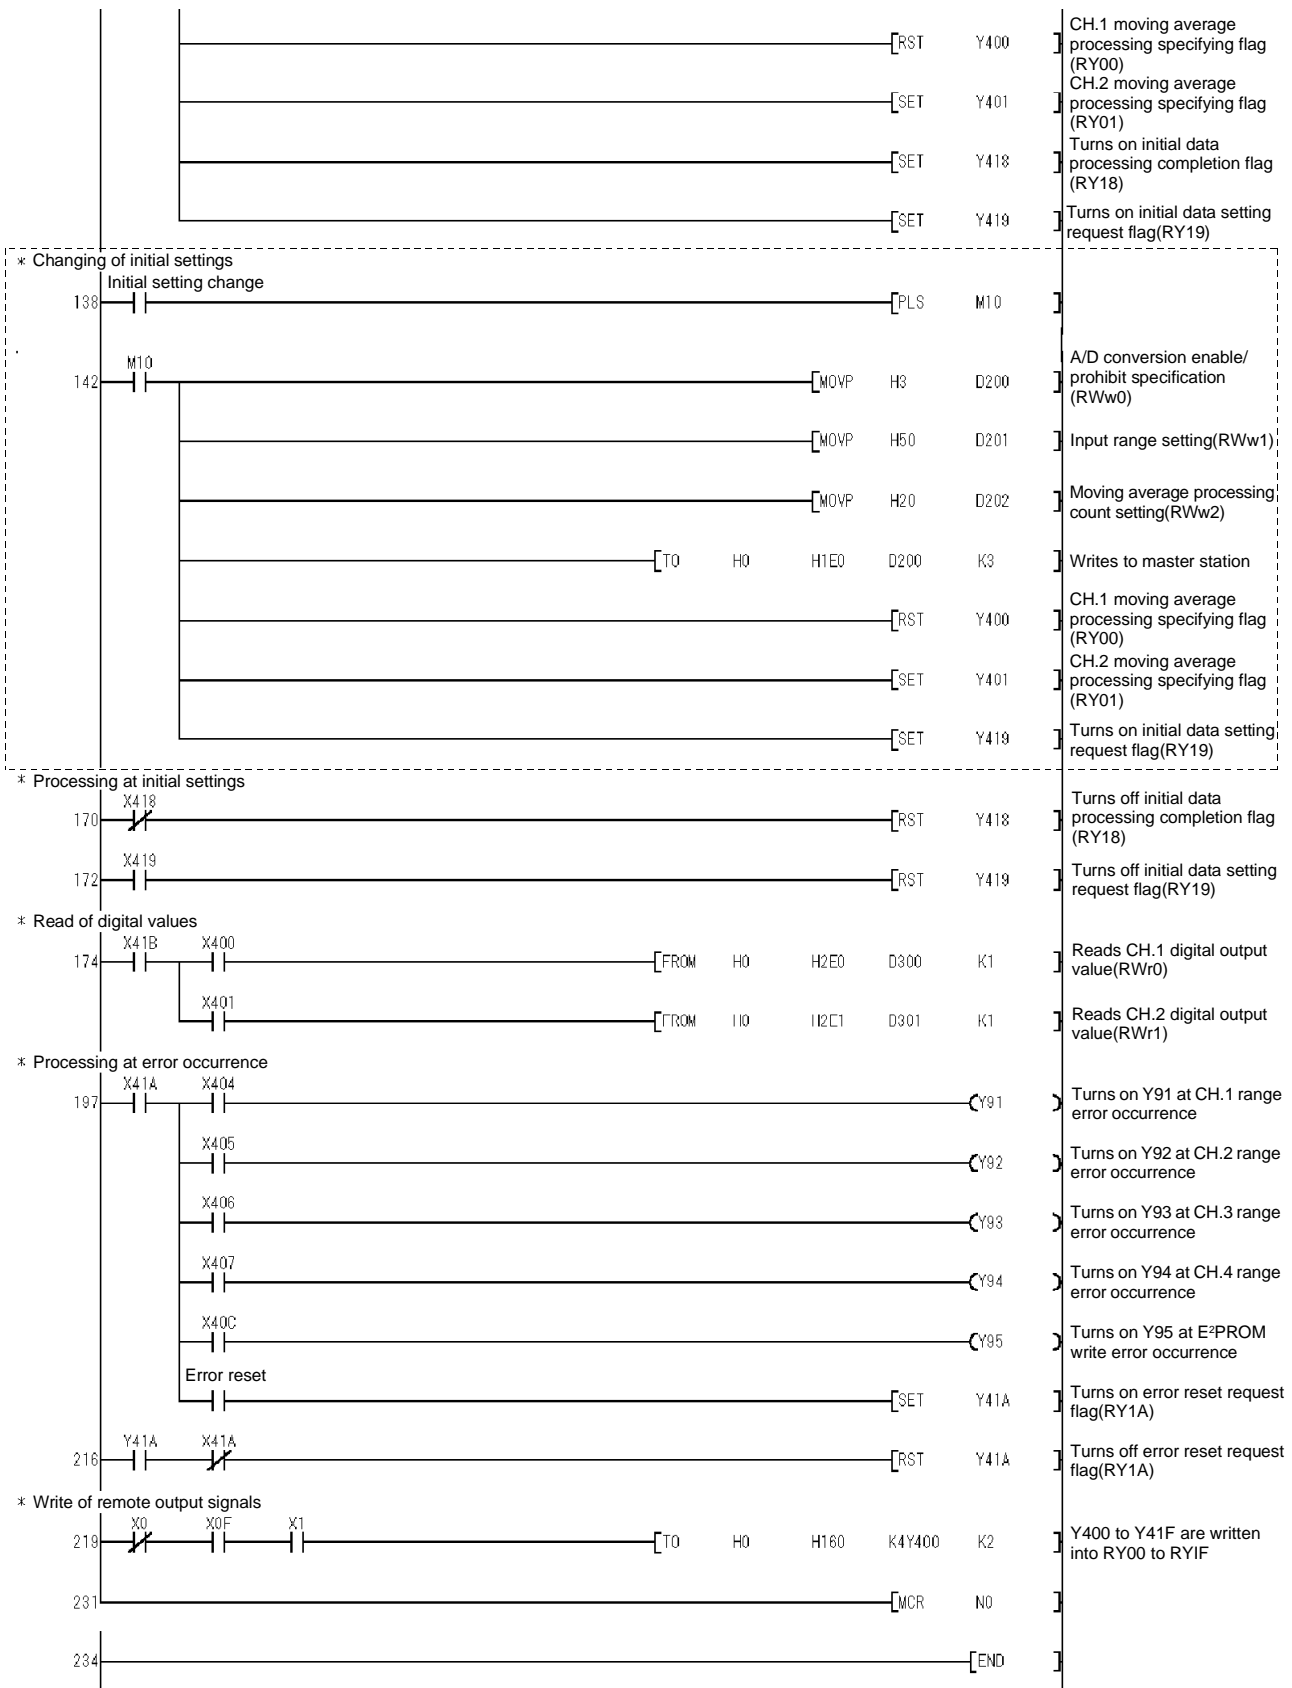 RST Y400 CH.1 moving average
processing specifying flag
(RY00)
SET Y401 CH.2 moving average
processing specifying flag
(RY01)
SET Y418 Turns on initial data
processing completion flag
(RY18)
SET Y419 Turns on initial data setting
request flag(RY19)
* Changing of initial settings
Initial setting change
138 PLS M10
M10
142 MOVP H3 D200 A/D conversion enable/
prohibit specification
(RWw0)
MOVP H50 D201 Input range setting(RWw1)
MOVP H20 D202 Moving average processing
count setting(RWw2)
TO H0 H1E0 D200 K3 Writes to master station
RST Y400 CH.1 moving average
processing specifying flag
(RY00)
SET Y401 CH.2 moving average
processing specifying flag
(RY01)
SET Y419 Turns on initial data setting
request flag(RY19)
* Processing at initial settings
X418
170 RST Y418 Turns off initial data
processing completion flag
(RY18)
X419
172 RST Y419 Turns off initial data setting
request flag(RY19)
* Read of digital values
X41B X400
174 FROM H0 H2E0 D300 K1 Reads CH.1 digital output
value(RWr0)
X401
FROM H0 H2E1 D301 K1 Reads CH.2 digital output
value(RWr1)
* Processing at error occurrence
X41A X404
197 Y91 Turns on Y91 at CH.1 range
error occurrence
X405
Y92 Turns on Y92 at CH.2 range
error occurrence
X406
Y93 Turns on Y93 at CH.3 range
error occurrence
X407
Y94 Turns on Y94 at CH.4 range
error occurrence
X40C
Y95 Turns on Y95 at E²PROM
write error occurrence
Error reset
SET Y41A Turns on error reset request
flag(RY1A)
Y41A X41A
216 RST Y41A Turns off error reset request
flag(RY1A)
* Write of remote output signals
X0 X0F X1
219 TO H0 H160 K4Y400 K2 Y400 to Y41F are written
into RY00 to RYIF
231 MCR N0
234 END